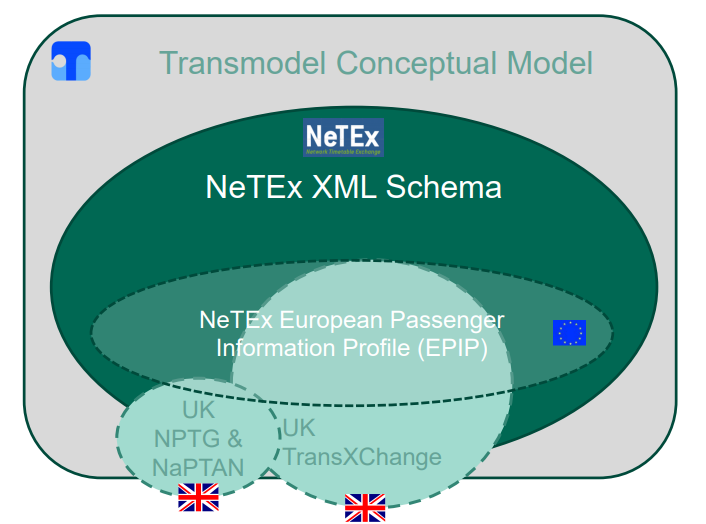 Transmodel Conceptual Model
NeTEx
Network Timetable Exchange
NeTEx XML Schema
NeTEx European Passenger
Information Profile (EPIP)
UK
NPTG &
NaPTAN
UK
TransXChange